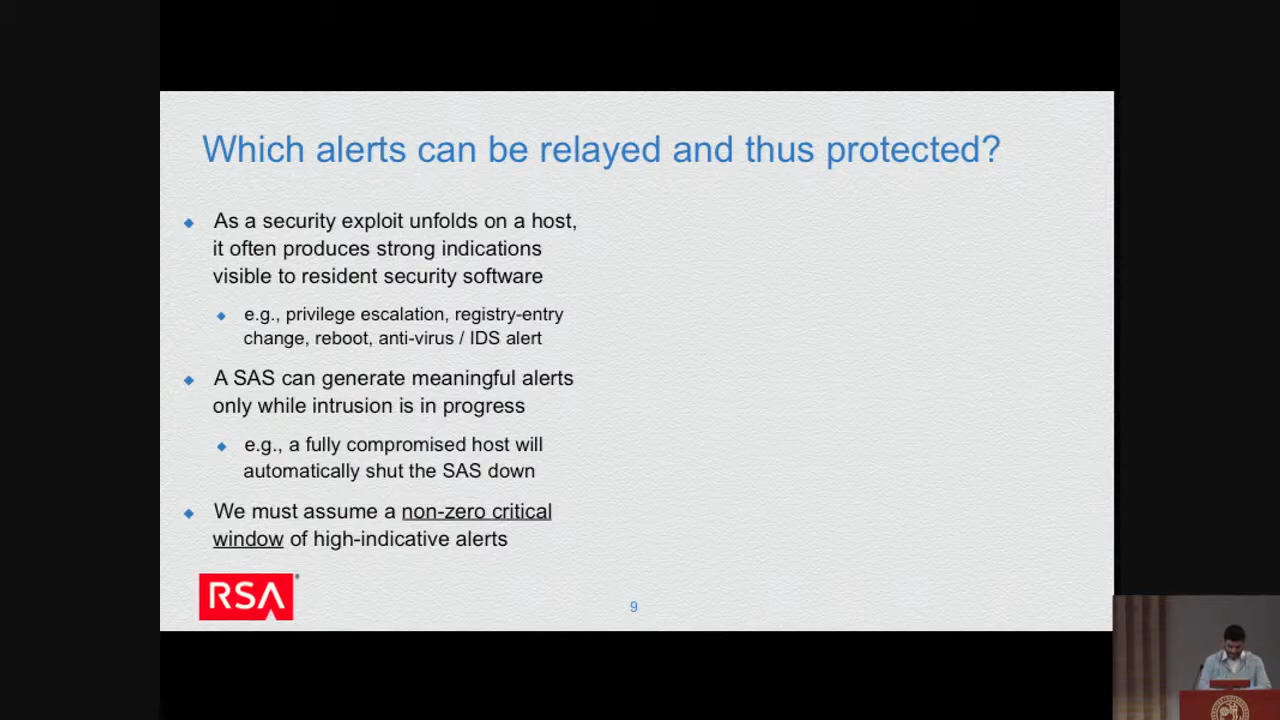 Which alerts can be relayed and thus protected?
As a security exploit unfolds on a host,
it often produces strong indications
visible to resident security software
e.g., privilege escalation, registry-entry
change, reboot, anti-virus / IDS alert
A SAS can generate meaningful alerts
only while intrusion is in progress
e.g., a fully compromised host will
automatically shut the SAS down
We must assume a non-zero critical
window of high-indicative alerts
RSA
9